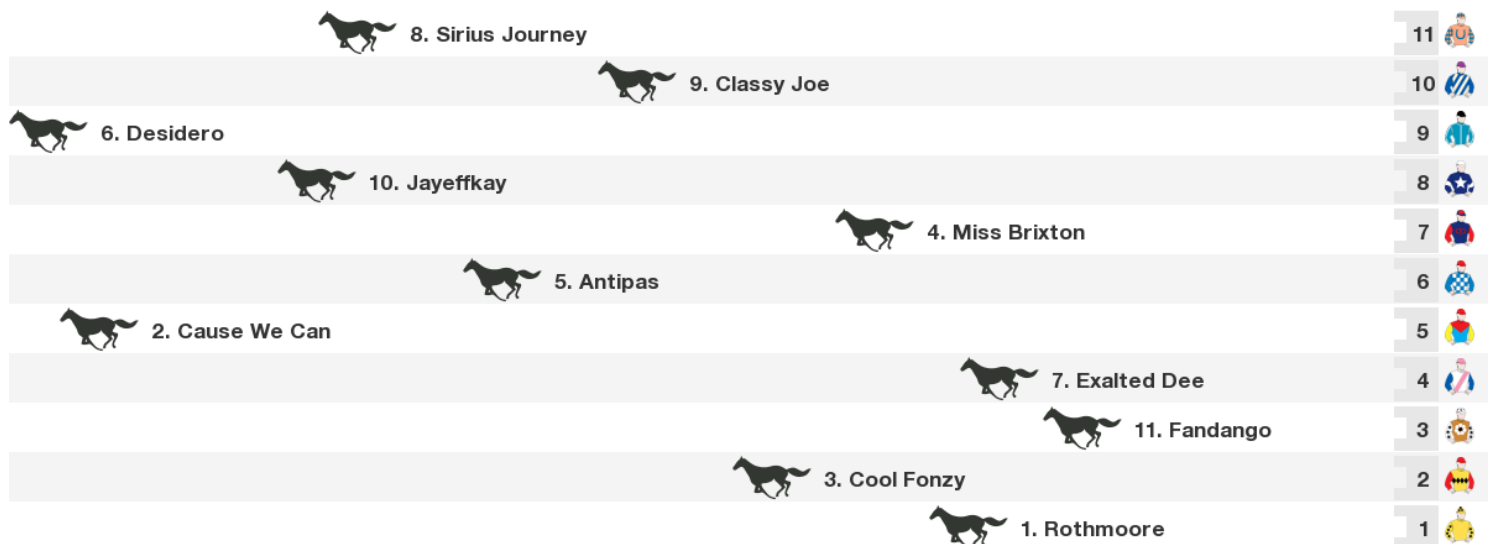 8. Sirius Journey 11
9. Classy Joe 10
6. Desidero 9
10. Jayeffkay 8
4. Miss Brixton 7
5. Antipas 6
2. Cause We Can 5
7. Exalted Dee 4
11. Fandango 3
3. Cool Fonzy 2
1. Rothmoore 1